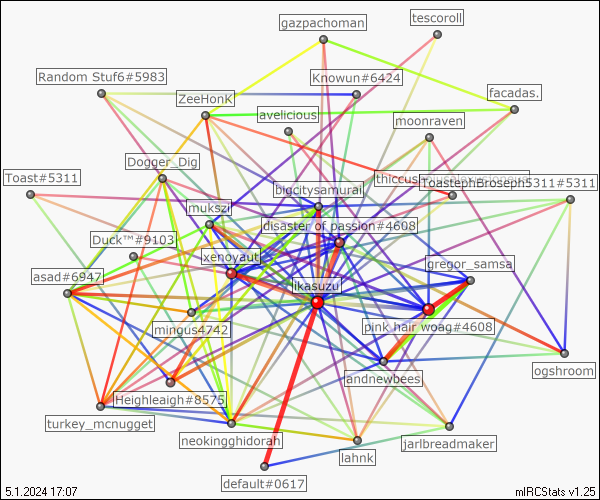 tescoroll
gazpachoman
Random Stuf6#5983
Knowun#6424
ZeeHonK
facadas.
avelicious
moonraven
Dogger_Dig
Toast#5311
ToastephBroseph5311#5311
bigcitysamurai
mukszi
disaster of passion#4608
Duck™#9103
xenoyaut
gregor_samsa
asad#6947
ikasuzu
mingus4742
pink hair woag#4608
ogshroom
andnewbees
Heighleaigh#8575
turkey_mcnugget
neokingghidorah
jarlbreadmaker
lahnk
default#0617
5.1.2024 17:07
mIRCStats v1.25